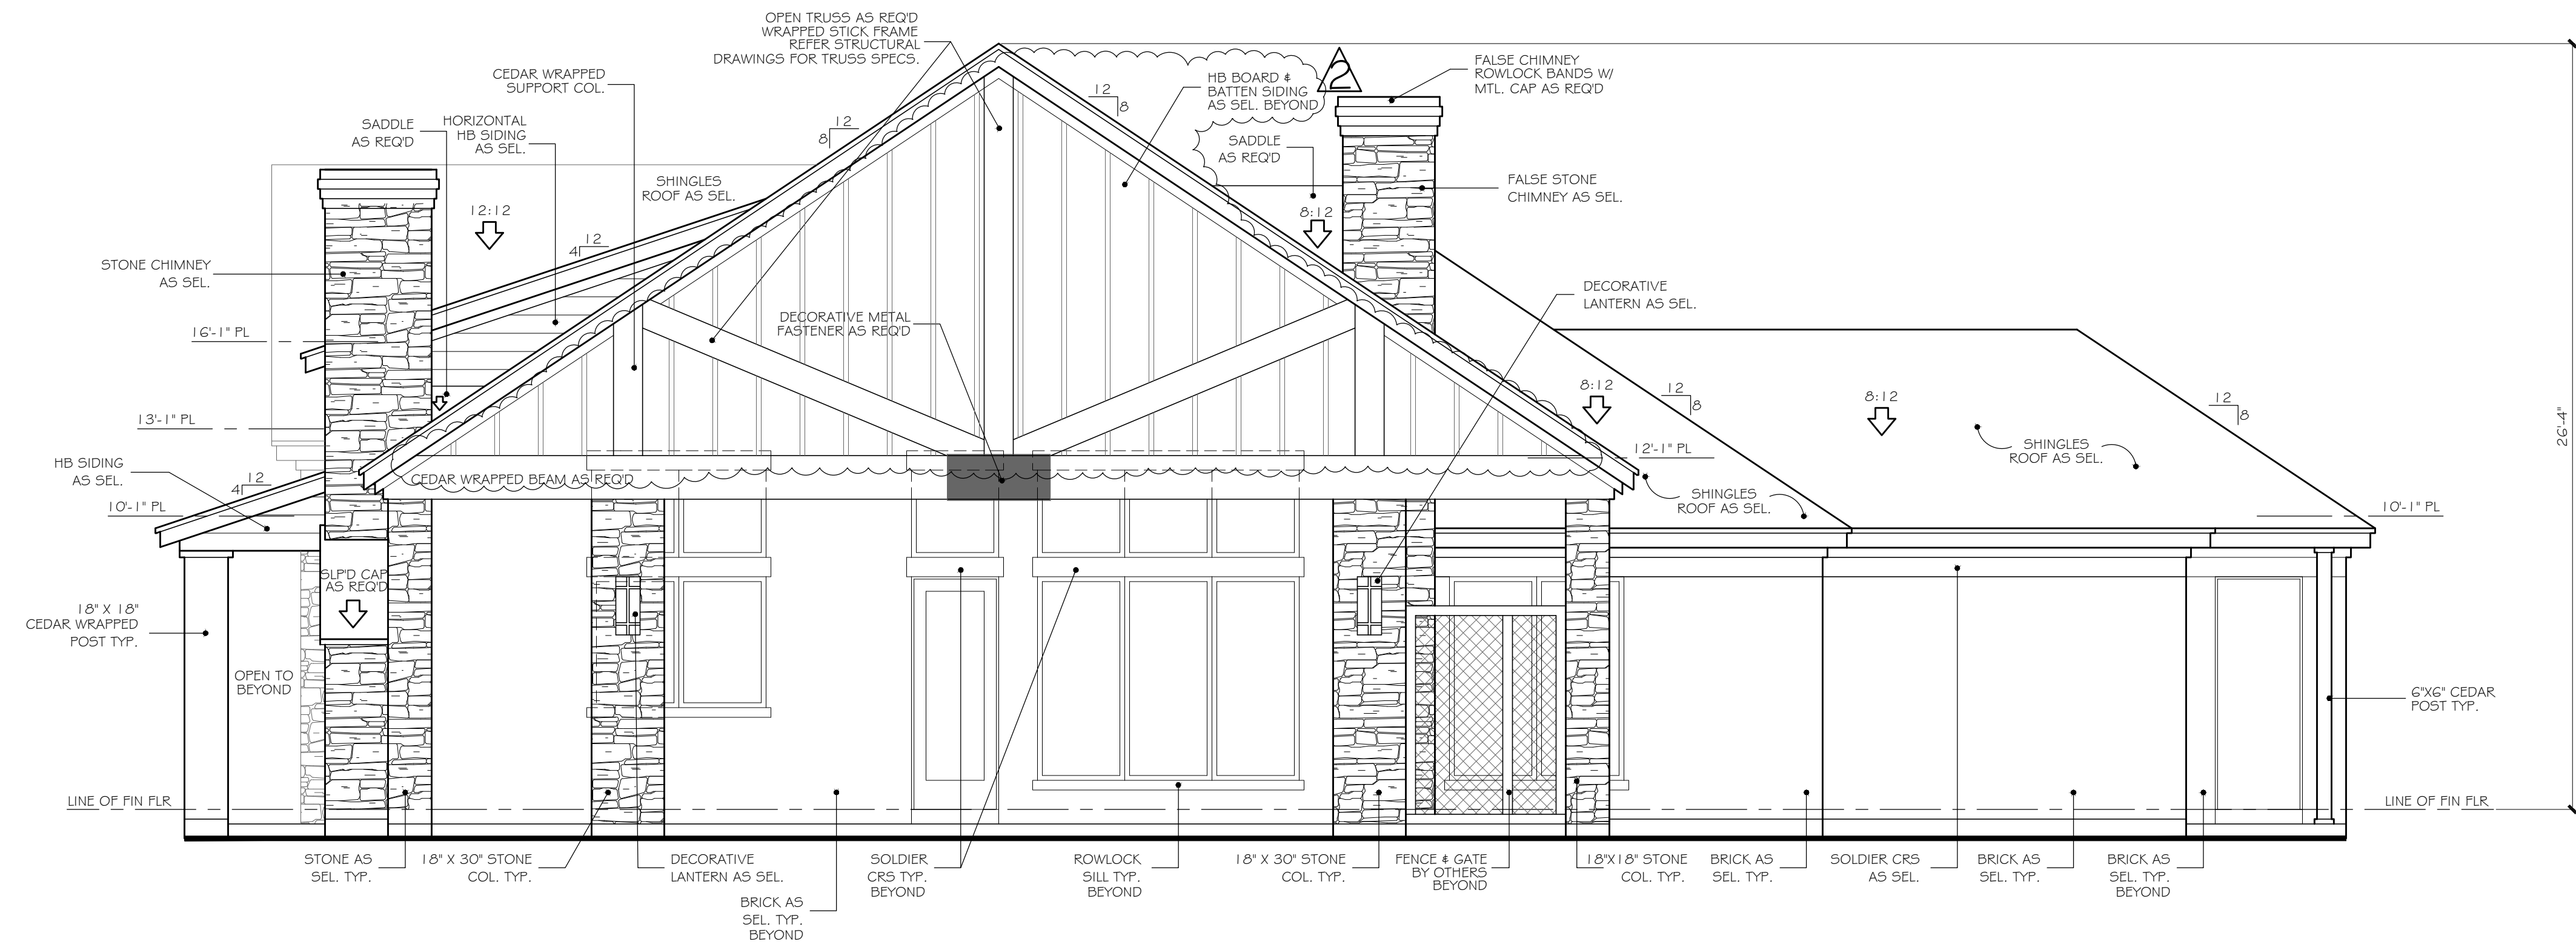 OPEN TRUSS AS REQ'D
WRAPPED STICK FRAME
REFER STRUCTURAL
DRAWINGS FOR TRUSS SPECS.
CEDAR WRAPPED
SUPPORT COL.
SADDLE
AS REQ'D
HORIZONTAL
HB SIDING
AS SEL.
12
8
12
8
HB BOARD &
BATTEN SIDING
AS SEL. BEYOND
2
FALSE CHIMNEY
ROWLOCK BANDS W/
MTL. CAP AS REQ'D
SADDLE
AS REQ'D
SHINGLES
ROOF AS SEL.
FALSE STONE
CHIMNEY AS SEL.
12:12
8:12
12
4
STONE CHIMNEY
AS SEL.
DECORATIVE
LANTERN AS SEL.
16'-1" PL
DECORATIVE METAL
FASTENER AS REQ'D
13'-1" PL
8:12
12
8
8:12
12
8
26'-4"
12'-1" PL
SHINGLES
ROOF AS SEL.
HB SIDING
AS SEL.
12
4
CEDAR WRAPPED BEAM AS REQ'D
SHINGLES
ROOF AS SEL.
10'-1" PL
10'-1" PL
SLP'D CAP
AS REQ'D
18" X 18"
CEDAR WRAPPED
POST TYP.
OPEN TO
BEYOND
6"X6" CEDAR
POST TYP.
LINE OF FIN FLR
LINE OF FIN FLR
STONE AS
SEL. TYP.
18" X 30" STONE
COL. TYP.
DECORATIVE
LANTERN AS SEL.
BRICK AS
SEL. TYP.
BEYOND
SOLDIER
CRS TYP.
BEYOND
ROWLOCK
SILL TYP.
BEYOND
18" X 30" STONE
COL. TYP.
FENCE & GATE
BY OTHERS
BEYOND
18"X18" STONE
COL. TYP.
BRICK AS
SEL. TYP.
SOLDIER CRS
AS SEL.
BRICK AS
SEL. TYP.
BRICK AS
SEL. TYP.
BEYOND